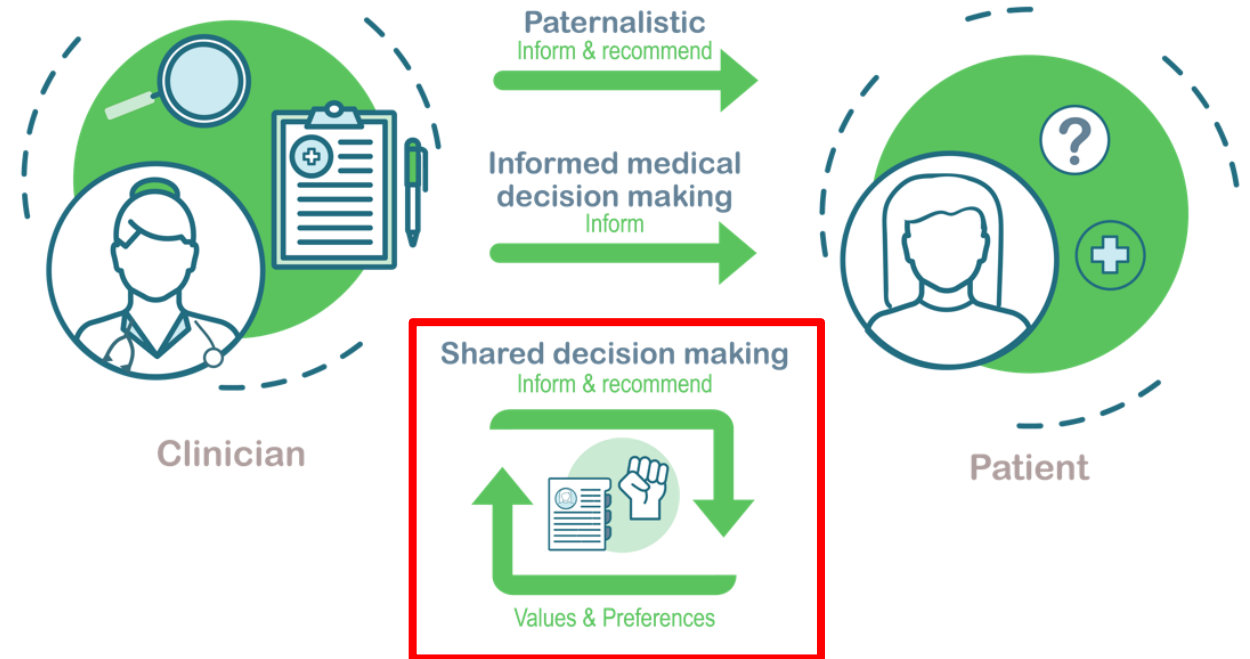 Paternalistic
Inform & recommend
Informed medical
decision making
Inform
?
Shared decision making
Inform & recommend
Values & Preferences
Clinician
Patient